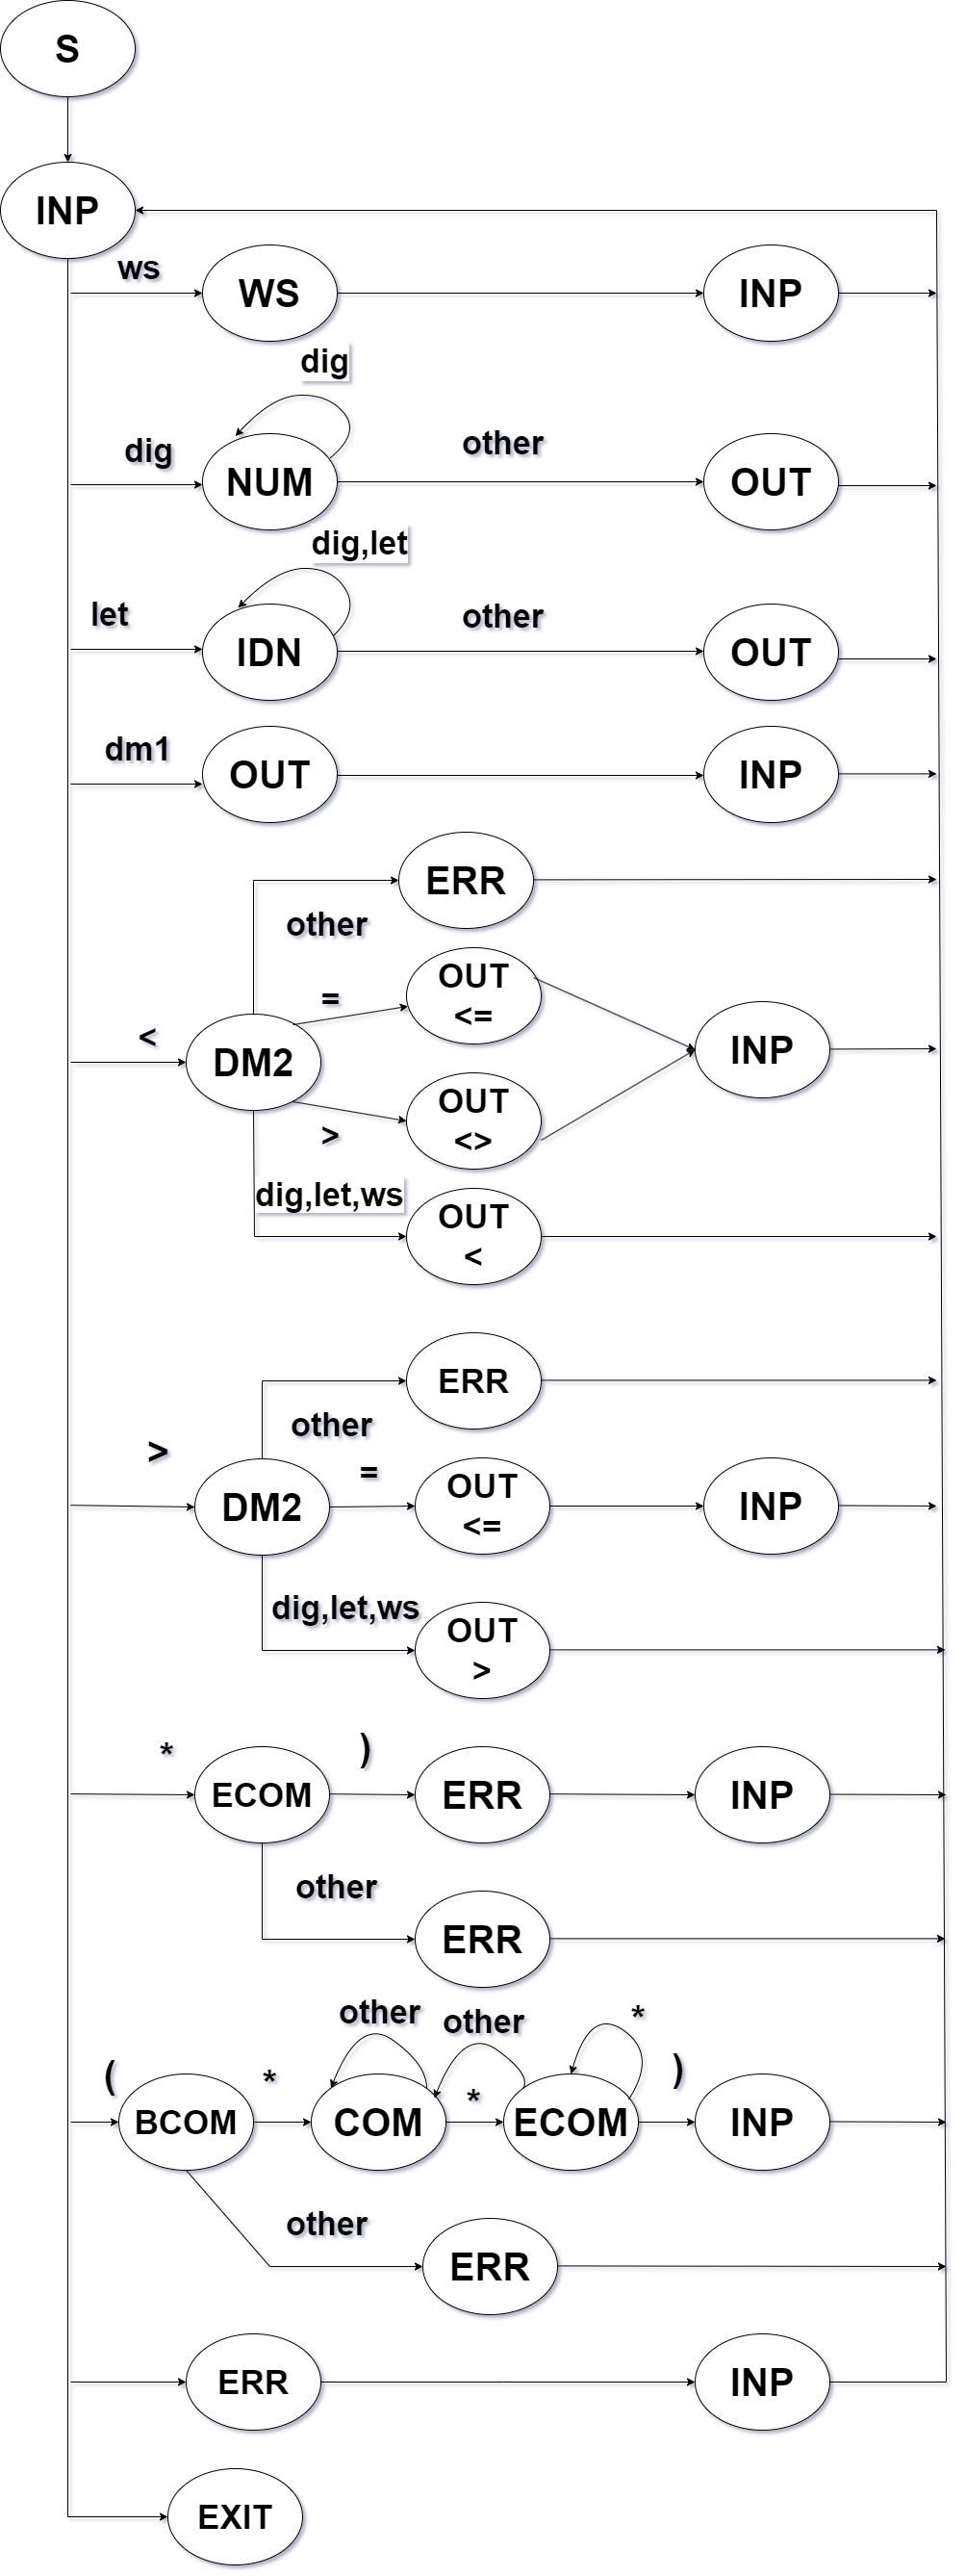 S
INP
ws
WS
INP
dig
dig
NUM
other
OUT
dig,let
let
IDN
other
OUT
dm1
OUT
INP
ERR
other
<
DM2
=
OUT
<=
INP
>
OUT
<>
dig,let,ws
OUT
<
ERR
other
>
DM2
=
OUT
<=
INP
dig,let,ws
OUT
>
*
ECOM
)
ERR
INP
other
ERR
other
other
*
(
BCOM
*
COM
*
ECOM
)
INP
other
ERR
ERR
INP
EXIT